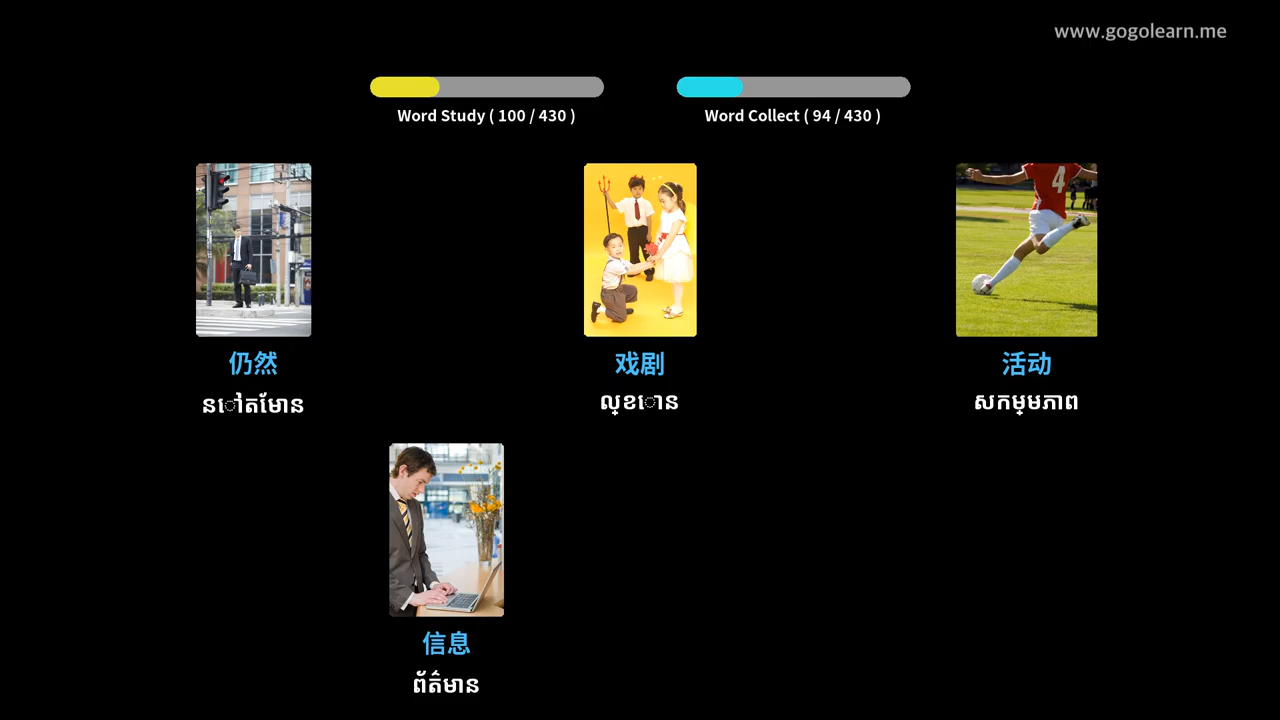 www.gogolearn.me
Word Study ( 100 / 430 )
Word Collect ( 94 / 430 )
仍然
戏剧
活动
នៅតែមាន
ល្ខោន
សកម្មភាព
信息
ព័ត៌មាន